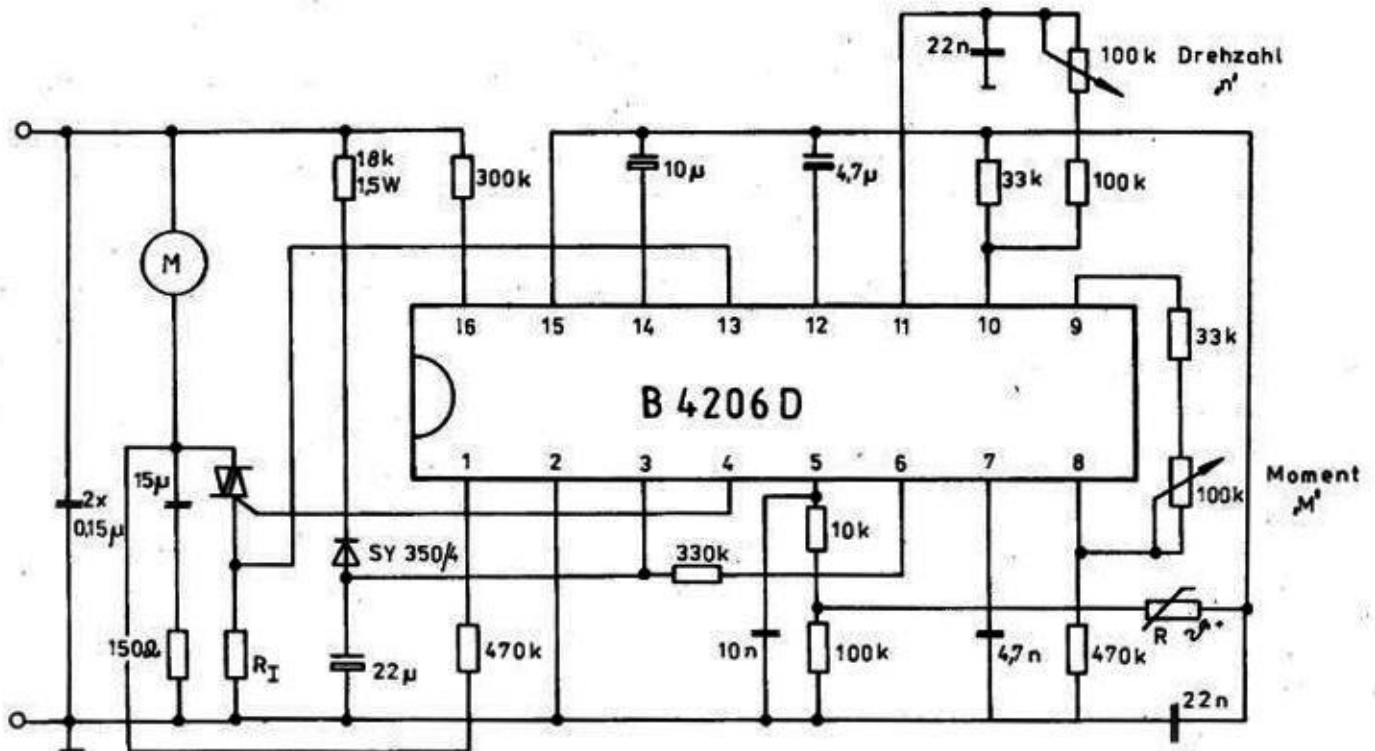 22n
100k Drehzahl
„n"
18k
1,5W
300k
10µ
4,7µ
33k
100k
M
16 15 14 13 12 11 10 9
33k
B 4206 D
1 2 3 4 5 6 7 8
Moment
„M"
100k
15µ
2x
0,15µ
10k
SY 350/4
330k
R ϑ+
150Ω
R_I
22µ
470k
10n
100k
4,7n
470k
22n